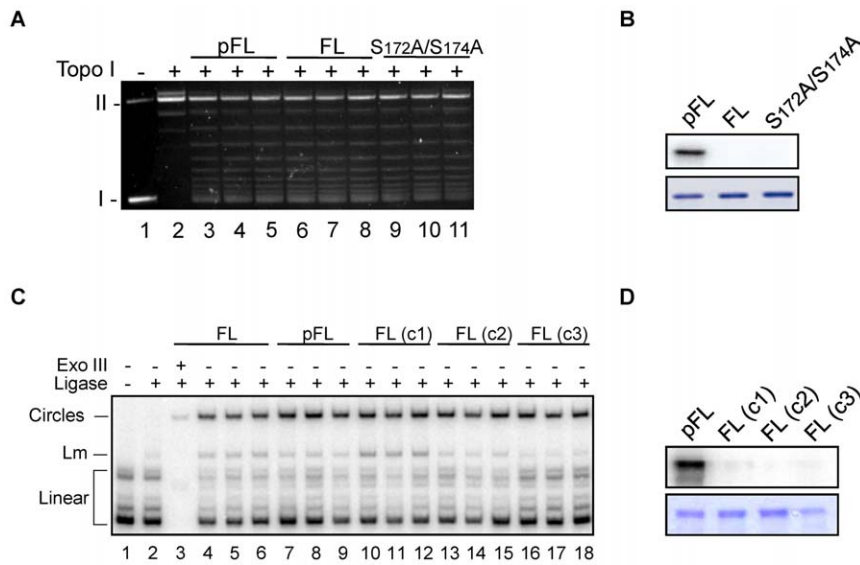 A
pFL FL S172A/S174A
Topo I - + + + + + + + + + +
II -
I -
1 2 3 4 5 6 7 8 9 10 11
B
pFL FL S172A/S174A
C
FL pFL FL (c1) FL (c2) FL (c3)
Exo III - - +
Ligase - + + + + + + + + + + + + + + + + +
Circles
Lm
Linear
1 2 3 4 5 6 7 8 9 10 11 12 13 14 15 16 17 18
D
pFL FL (c1) FL (c2) FL (c3)